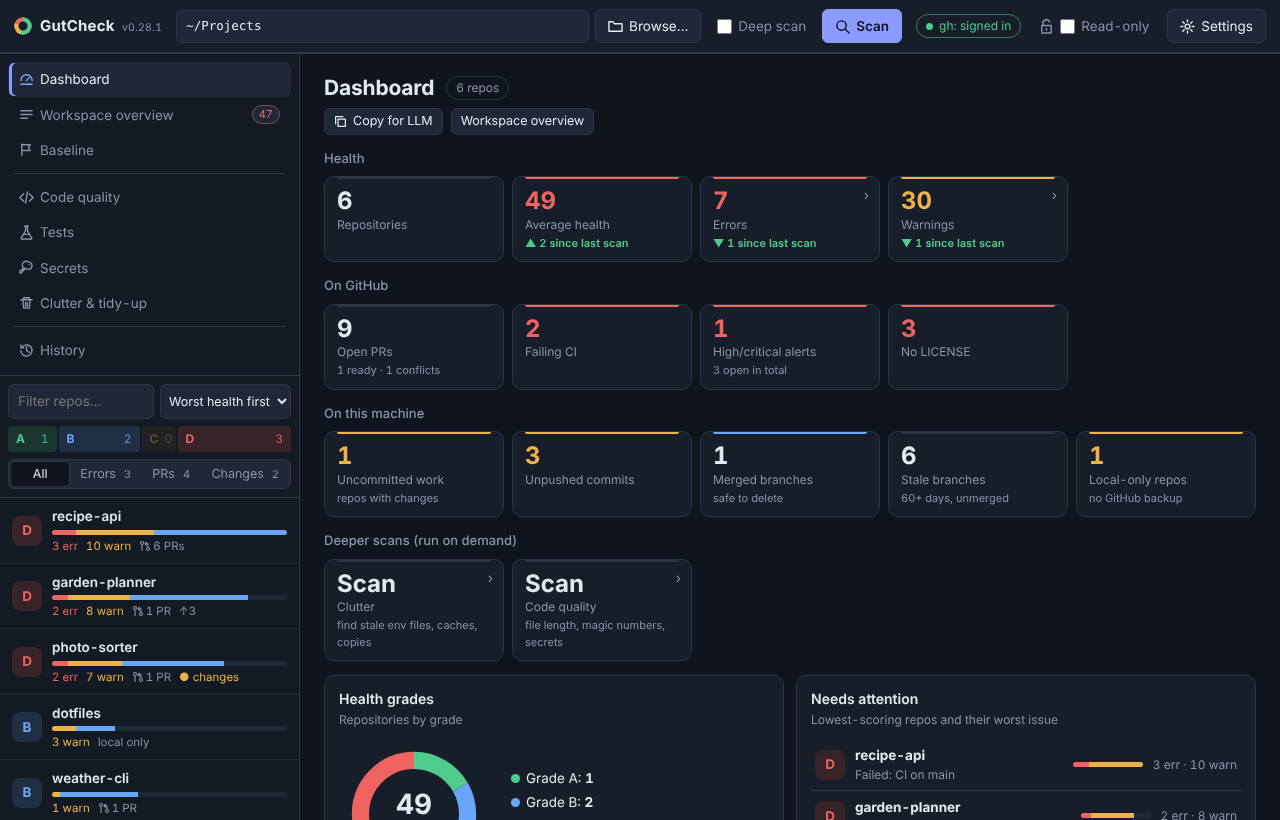 GutCheck v0.28.1
~/Projects
Browse...
Deep scan
Scan
gh: signed in
Read-only
Settings
Dashboard
Workspace overview 47
Baseline
Code quality
Tests
Secrets
Clutter & tidy-up
History
Filter repos...
Worst health first
A 1 B 2 C 0 D 3
All Errors 3 PRs 4 Changes 2
D recipe-api
3 err 10 warn 6 PRs
D garden-planner
2 err 8 warn 1 PR ↑3
D photo-sorter
2 err 7 warn 1 PR changes
B dotfiles
3 warn local only
B weather-cli
1 warn 1 PR
Dashboard 6 repos
Copy for LLM Workspace overview
Health
6
Repositories
49
Average health
▲ 2 since last scan
7 ›
Errors
▼ 1 since last scan
30 ›
Warnings
▼ 1 since last scan
On GitHub
9
Open PRs
1 ready · 1 conflicts
2
Failing CI
1
High/critical alerts
3 open in total
3
No LICENSE
On this machine
1
Uncommitted work
repos with changes
3
Unpushed commits
1
Merged branches
safe to delete
6
Stale branches
60+ days, unmerged
1
Local-only repos
no GitHub backup
Deeper scans (run on demand)
Scan ›
Clutter
find stale env files, caches,
copies
Scan ›
Code quality
file length, magic numbers,
secrets
Health grades
Repositories by grade
49
Grade A: 1
Grade B: 2
Needs attention
Lowest-scoring repos and their worst issue
D recipe-api
Failed: CI on main
3 err · 10 warn
D garden-planner
2 err · 8 warn